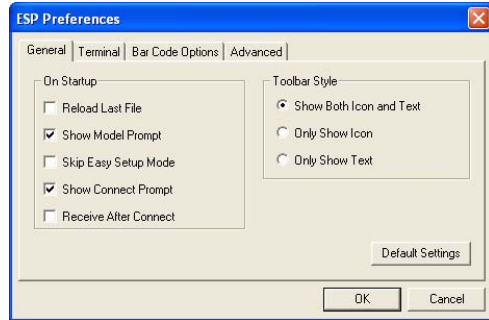 ESP Preferences
General
Terminal
Bar Code Options
Advanced
On Startup
Reload Last File
Show Model Prompt
Skip Easy Setup Mode
Show Connect Prompt
Receive After Connect
Toolbar Style
Show Both Icon and Text
Only Show Icon
Only Show Text
Default Settings
OK
Cancel